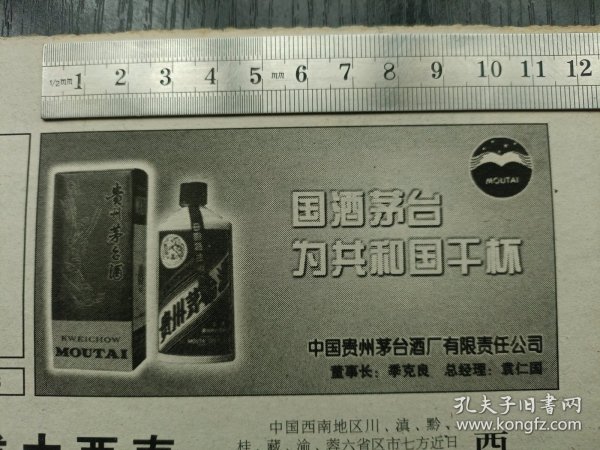 1/2mm 1 2 3 4 5 mm 6 7 8 9 10 11 12
MOUTAI
国酒茅台
为共和国干杯
贵州茅台酒
KWEICHOW
MOUTAI
贵州茅
中国贵州茅台酒厂有限责任公司
董事长：季克良 总经理：袁仁国
中国西南地区川、滇、黔、
桂、藏、渝、蓉六省区市七方近日
西
孔夫子旧书网
www.kongfz.com